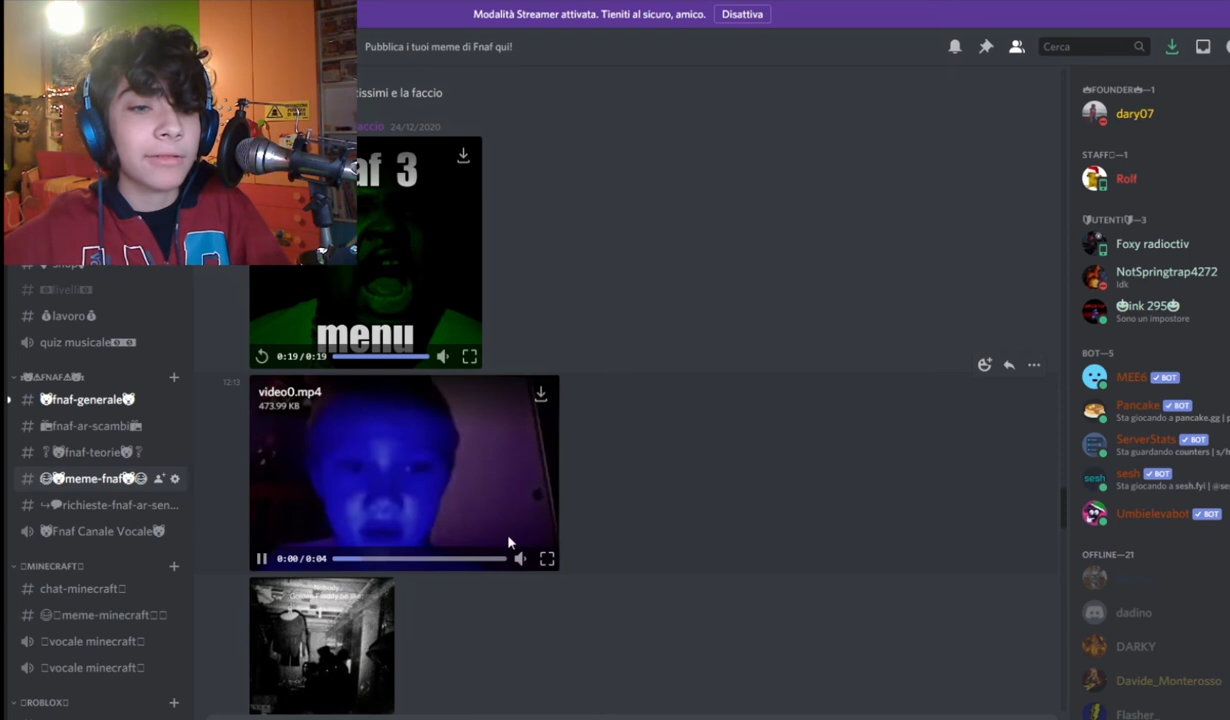 Modalità Streamer attivata. Tieniti al sicuro, amico.
Disattiva
Pubblica i tuoi meme di Fnaf qui!
Cerca
issimi e la faccio
accio 24/12/2020
af 3
menu
0:19/0:19
12:13
video0.mp4
473.99 KB
0:00/0:04
livelli
lavoro
quiz musicale
FNAF
fnaf-generale
fnaf-ar-scambi
fnaf-teorie
meme-fnaf
richieste-fnaf-ar-sen...
Fnaf Canale Vocale
MINECRAFT
chat-minecraft
meme-minecraft
vocale minecraft
vocale minecraft
ROBLOX
FOUNDER—1
dary07
STAFF—1
Rolf
UTENTI—3
Foxy radioctiv
NotSpringtrap4272
Idk
ink 295
Sono un impostore
BOT—5
MEE6 BOT
Pancake BOT
Sta giocando a pancake.gg |
ServerStats BOT
Sta guardando counters | s/h
sesh BOT
Sta giocando a sesh.fyi | @se
Umbielevabot BOT
OFFLINE—21
dadino
DARKY
Davide_Monterosso
Flasher